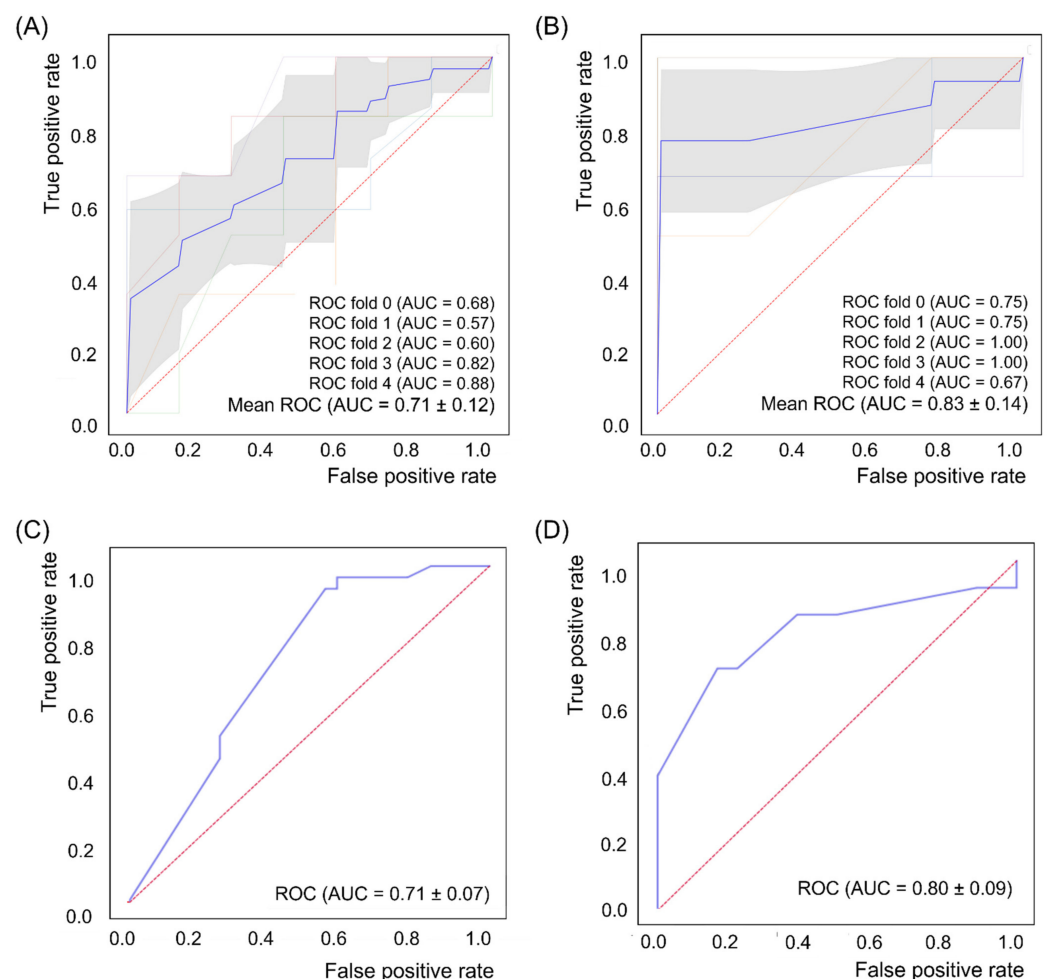 (A)
True positive rate
1.0
0.8
0.6
0.4
0.2
0.0
ROC fold 0 (AUC = 0.68)
ROC fold 1 (AUC = 0.57)
ROC fold 2 (AUC = 0.60)
ROC fold 3 (AUC = 0.82)
ROC fold 4 (AUC = 0.88)
Mean ROC (AUC = 0.71 ± 0.12)
0.0 0.2 0.4 0.6 0.8 1.0
False positive rate
(B)
True positive rate
1.0
0.8
0.6
0.4
0.2
0.0
ROC fold 0 (AUC = 0.75)
ROC fold 1 (AUC = 0.75)
ROC fold 2 (AUC = 1.00)
ROC fold 3 (AUC = 1.00)
ROC fold 4 (AUC = 0.67)
Mean ROC (AUC = 0.83 ± 0.14)
0.0 0.2 0.4 0.6 0.8 1.0
False positive rate
(C)
True positive rate
1.0
0.8
0.6
0.4
0.2
0.0
ROC (AUC = 0.71 ± 0.07)
0.0 0.2 0.4 0.6 0.8 1.0
False positive rate
(D)
True positive rate
1.0
0.8
0.6
0.4
0.2
0.0
ROC (AUC = 0.80 ± 0.09)
0.0 0.2 0.4 0.6 0.8 1.0
False positive rate